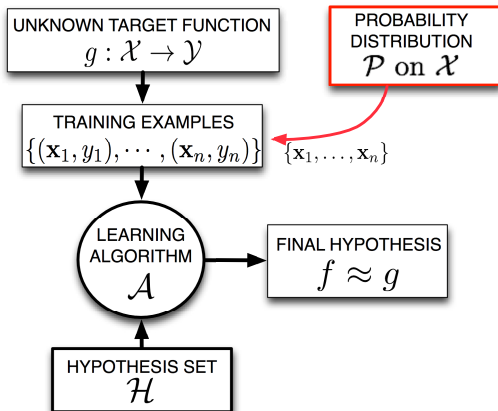 UNKNOWN TARGET FUNCTION
g : 𝒳 → 𝒴
PROBABILITY
DISTRIBUTION
𝒫 on 𝒳
TRAINING EXAMPLES
{(x₁, y₁), ⋯ , (xₙ, yₙ)}
{x₁, . . . , xₙ}
LEARNING
ALGORITHM
𝒜
FINAL HYPOTHESIS
f ≈ g
HYPOTHESIS SET
ℋ